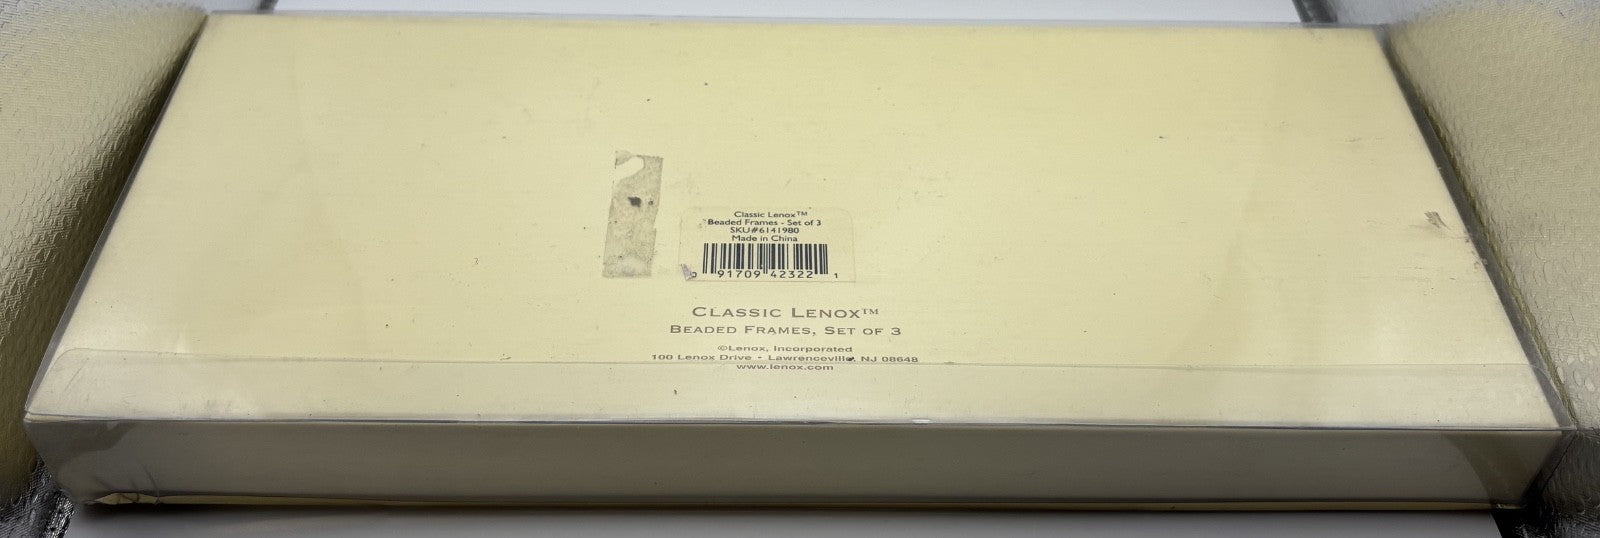 Classic Lenox™
Beaded Frames - Set of 3
SKU#6141980
Made in China
0 91709 42322 1
CLASSIC LENOX™
BEADED FRAMES, SET OF 3
©Lenox, Incorporated
100 Lenox Drive • Lawrenceville, NJ 08648
www.lenox.com